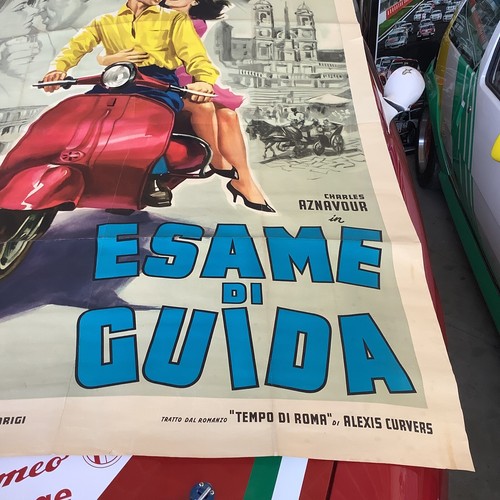 CHARLES
AZNAVOUR
in
ESAME
DI
GUIDA
TRATTO DAL ROMANZO "TEMPO DI ROMA" DI ALEXIS CURVERS